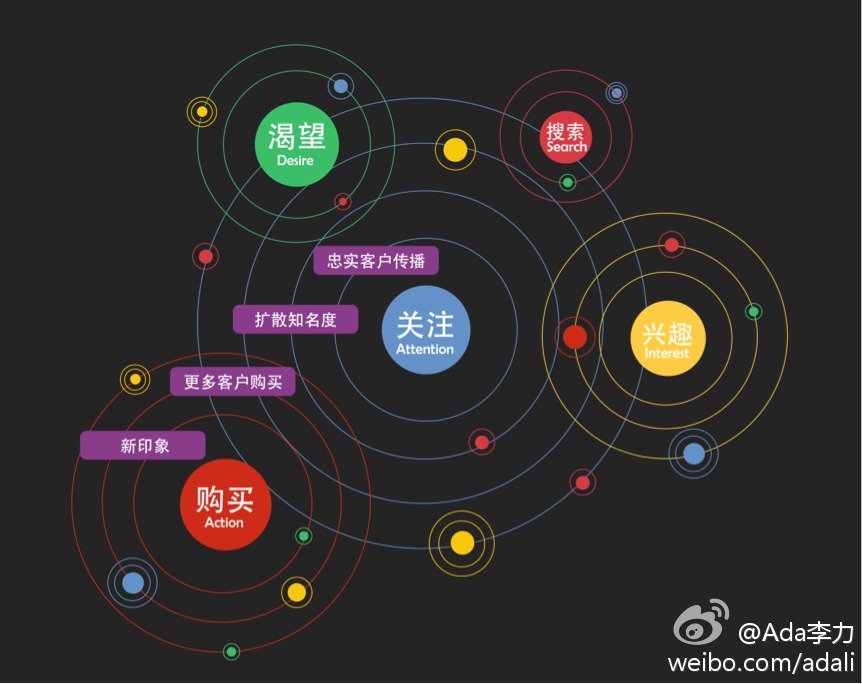 渴望
Desire
搜索
Search
忠实客户传播
扩散知名度
关注
Attention
兴趣
Interest
更多客户购买
新印象
购买
Action
@Ada李力
weibo.com/adali